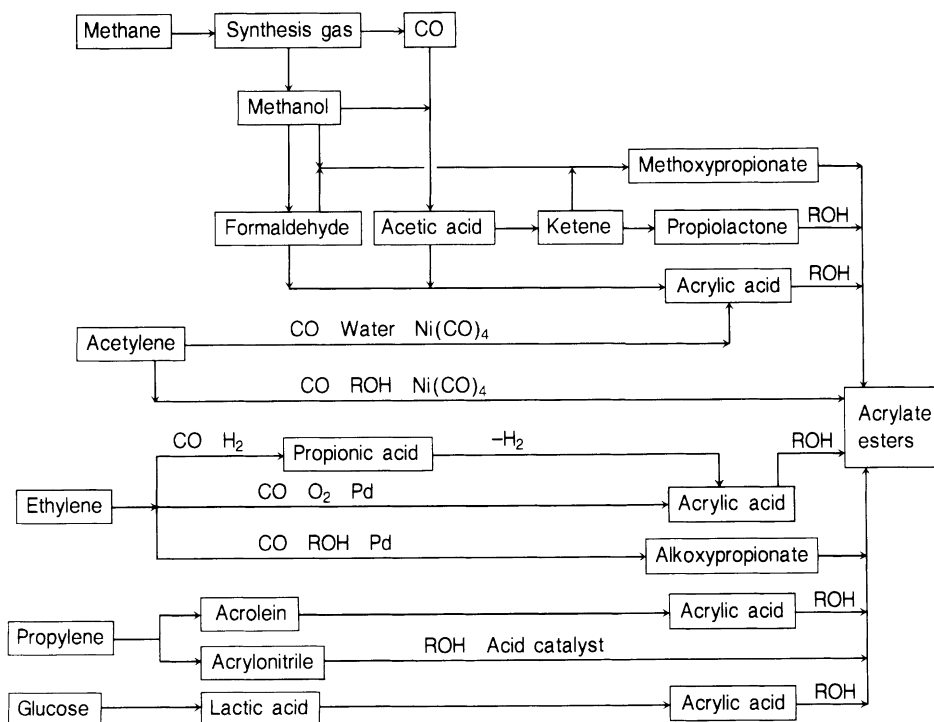 Methane Synthesis gas CO
Methanol
Methoxypropionate
Formaldehyde Acetic acid Ketene Propiolactone ROH
Acrylic acid ROH
CO Water Ni(CO)₄
Acetylene
CO ROH Ni(CO)₄
Acrylate
esters
CO H₂ Propionic acid –H₂ ROH
Ethylene CO O₂ Pd Acrylic acid
CO ROH Pd Alkoxypropionate
Acrolein Acrylic acid ROH
Propylene
Acrylonitrile ROH Acid catalyst
Glucose Lactic acid Acrylic acid ROH